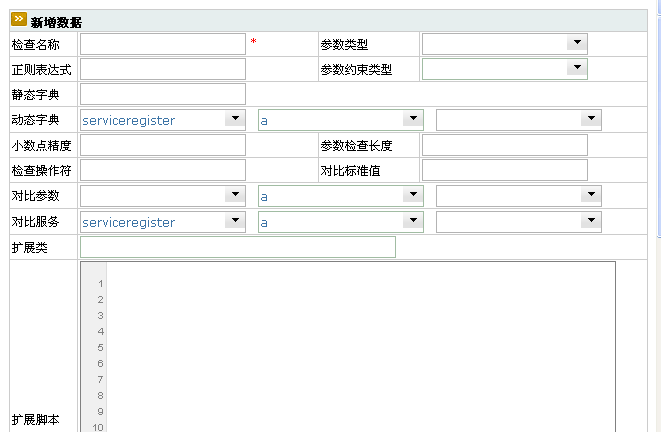 新增数据
检查名称 * 参数类型
正则表达式 参数约束类型
静态字典
动态字典 serviceregister a
小数点精度 参数检查长度
检查操作符 对比标准值
对比参数 a
对比服务 serviceregister a
扩展类
1
2
3
4
5
6
7
8
9
扩展脚本
10